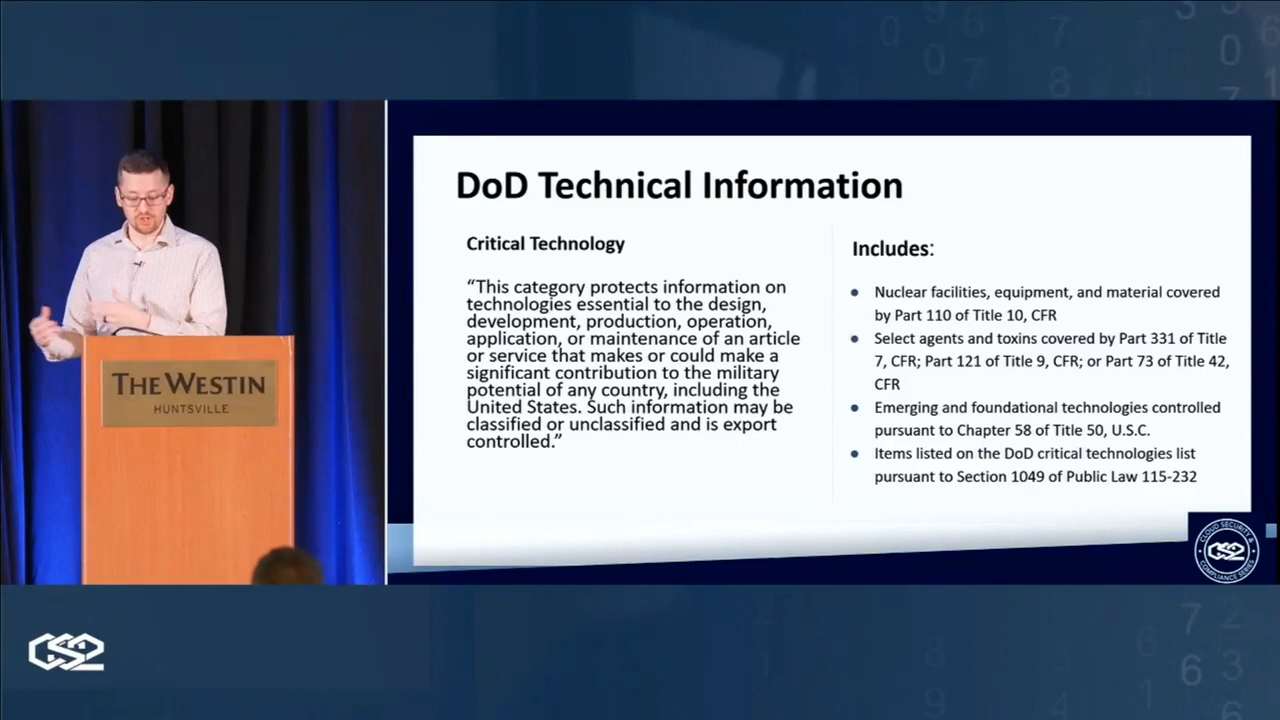 DoD Technical Information
Critical Technology
“This category protects information on
technologies essential to the design,
development, production, operation,
application, or maintenance of an article
or service that makes or could make a
significant contribution to the military
potential of any country, including the
United States. Such information may be
classified or unclassified and is export
controlled.”
Includes:
• Nuclear facilities, equipment, and material covered
by Part 110 of Title 10, CFR
• Select agents and toxins covered by Part 331 of Title
7, CFR; Part 121 of Title 9, CFR; or Part 73 of Title 42,
CFR
• Emerging and foundational technologies controlled
pursuant to Chapter 58 of Title 50, U.S.C.
• Items listed on the DoD critical technologies list
pursuant to Section 1049 of Public Law 115-232
THE WESTIN
HUNTSVILLE
CLOUD SECURITY &
CS2
COMPLIANCE SERIES
CS2